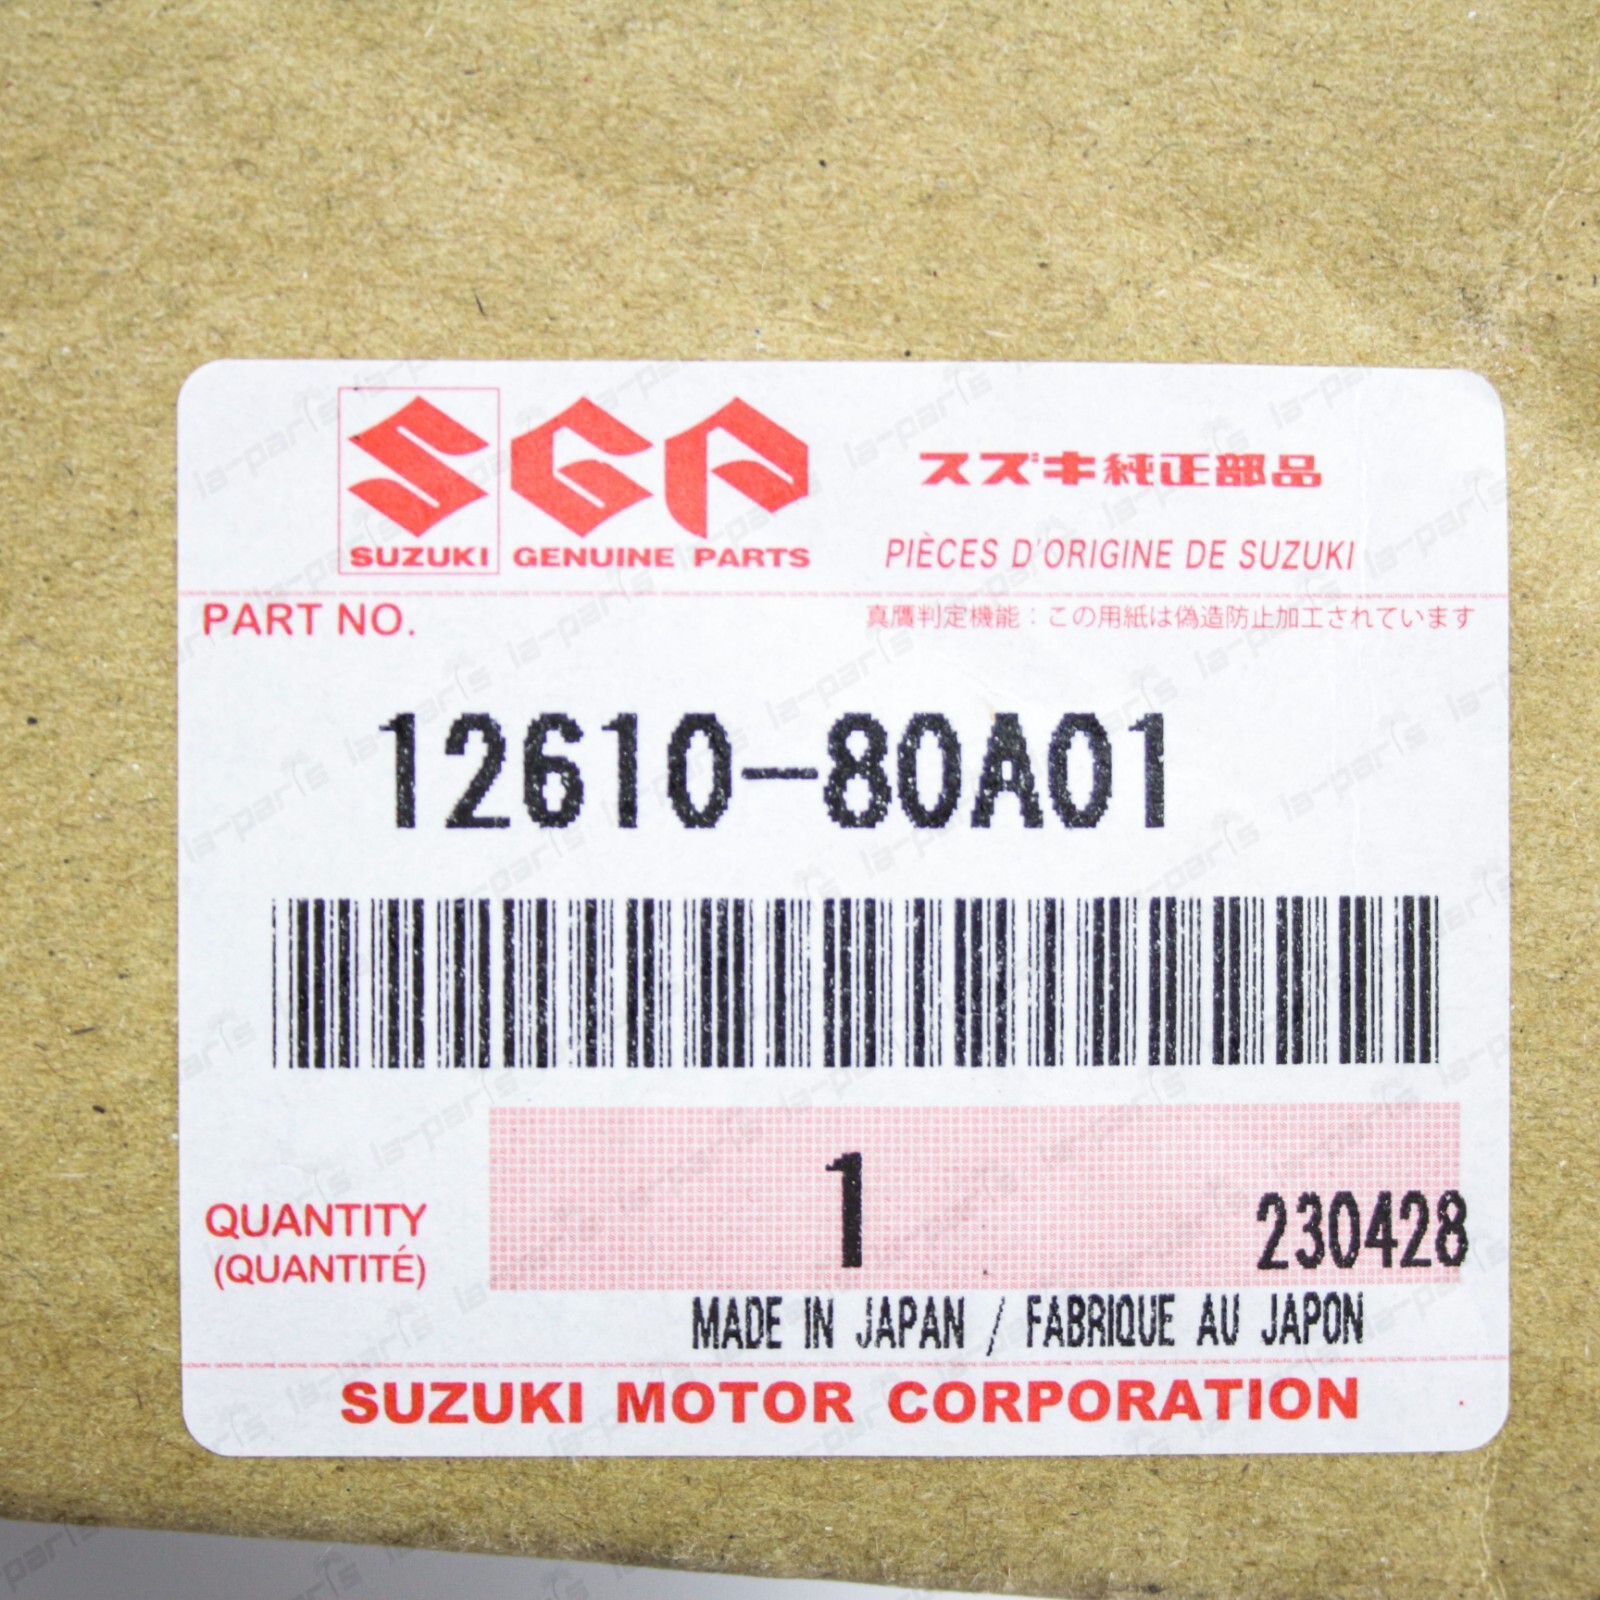 SGP
スズキ純正部品
SUZUKI GENUINE PARTS
PIÈCES D'ORIGINE DE SUZUKI
PART NO.
真贋判定機能：この用紙は偽造防止加工されています
12610-80A01
QUANTITY
(QUANTITÉ)
1
230428
MADE IN JAPAN / FABRIQUE AU JAPON
SUZUKI MOTOR CORPORATION
la-parts